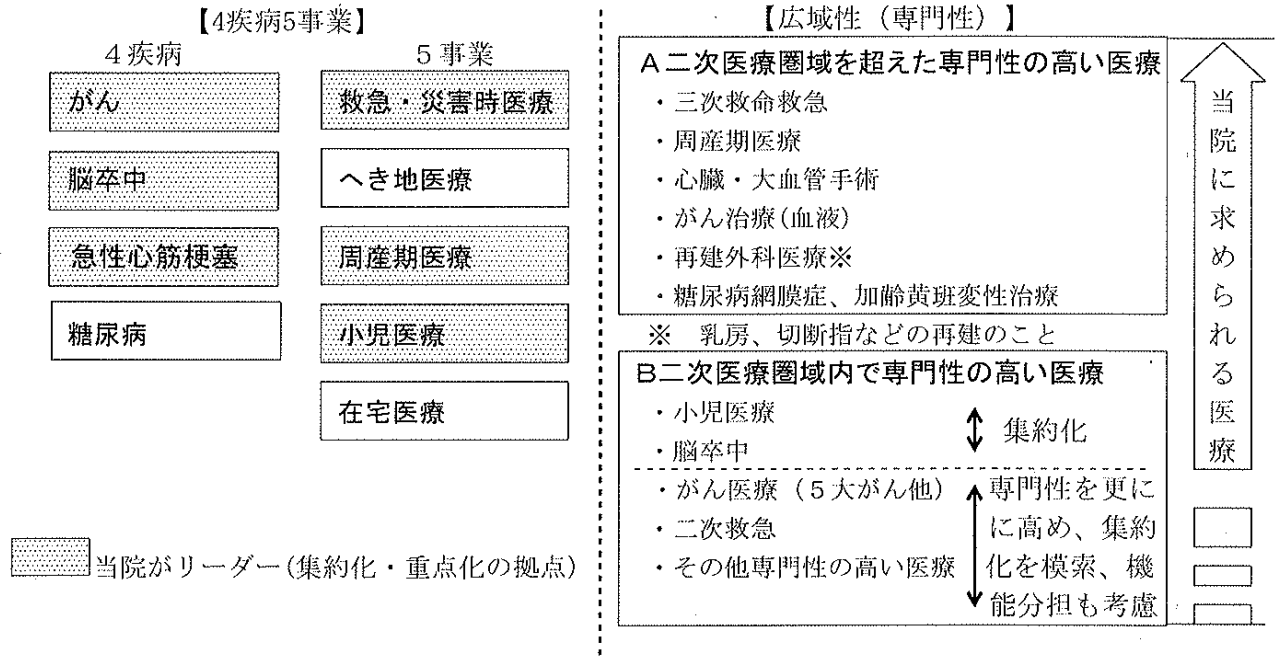 【4疾病5事業】
4疾病
5事業
がん
脳卒中
急性心筋梗塞
糖尿病
救急・災害時医療
へき地医療
周産期医療
小児医療
在宅医療
当院がリーダー(集約化・重点化の拠点)
【広域性（専門性）】
A二次医療圏域を超えた専門性の高い医療
・三次救命救急
・周産期医療
・心臓・大血管手術
・がん治療(血液)
・再建外科医療※
・糖尿病網膜症、加齢黄斑変性治療
※　乳房、切断指などの再建のこと
B二次医療圏域内で専門性の高い医療
・小児医療
・脳卒中
集約化
・がん医療（5大がん他）
・二次救急
・その他専門性の高い医療
専門性を更に
に高め、集約
化を模索、機
能分担も考慮
当院に求められる医療